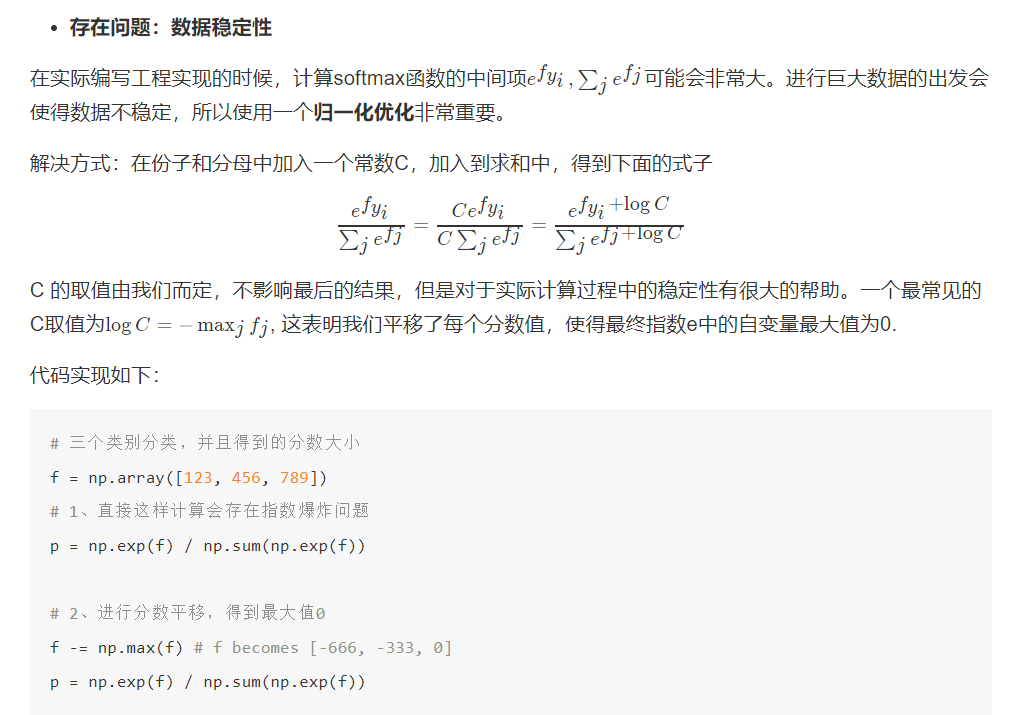 • 存在问题：数据稳定性
在实际编写工程实现的时候，计算softmax函数的中间项$e^{f_{y_i}}, \sum_j e^{f_j}$可能会非常大。进行巨大数据的出发会
使得数据不稳定，所以使用一个归一化优化非常重要。
解决方式：在份子和分母中加入一个常数C，加入到求和中，得到下面的式子
$\frac{e^{f_{y_i}}}{\sum_j e^{f_j}} = \frac{Ce^{f_{y_i}}}{C\sum_j e^{f_j}} = \frac{e^{f_{y_i}+\log C}}{\sum_j e^{f_j+\log C}}$
C 的取值由我们而定，不影响最后的结果，但是对于实际计算过程中的稳定性有很大的帮助。一个最常见的
C取值为$\log C = -\max_j f_j$, 这表明我们平移了每个分数值，使得最终指数e中的自变量最大值为0.
代码实现如下：
# 三个类别分类，并且得到的分数大小
f = np.array([123, 456, 789])
# 1、直接这样计算会存在指数爆炸问题
p = np.exp(f) / np.sum(np.exp(f))
# 2、进行分数平移，得到最大值0
f -= np.max(f) # f becomes [-666, -333, 0]
p = np.exp(f) / np.sum(np.exp(f))